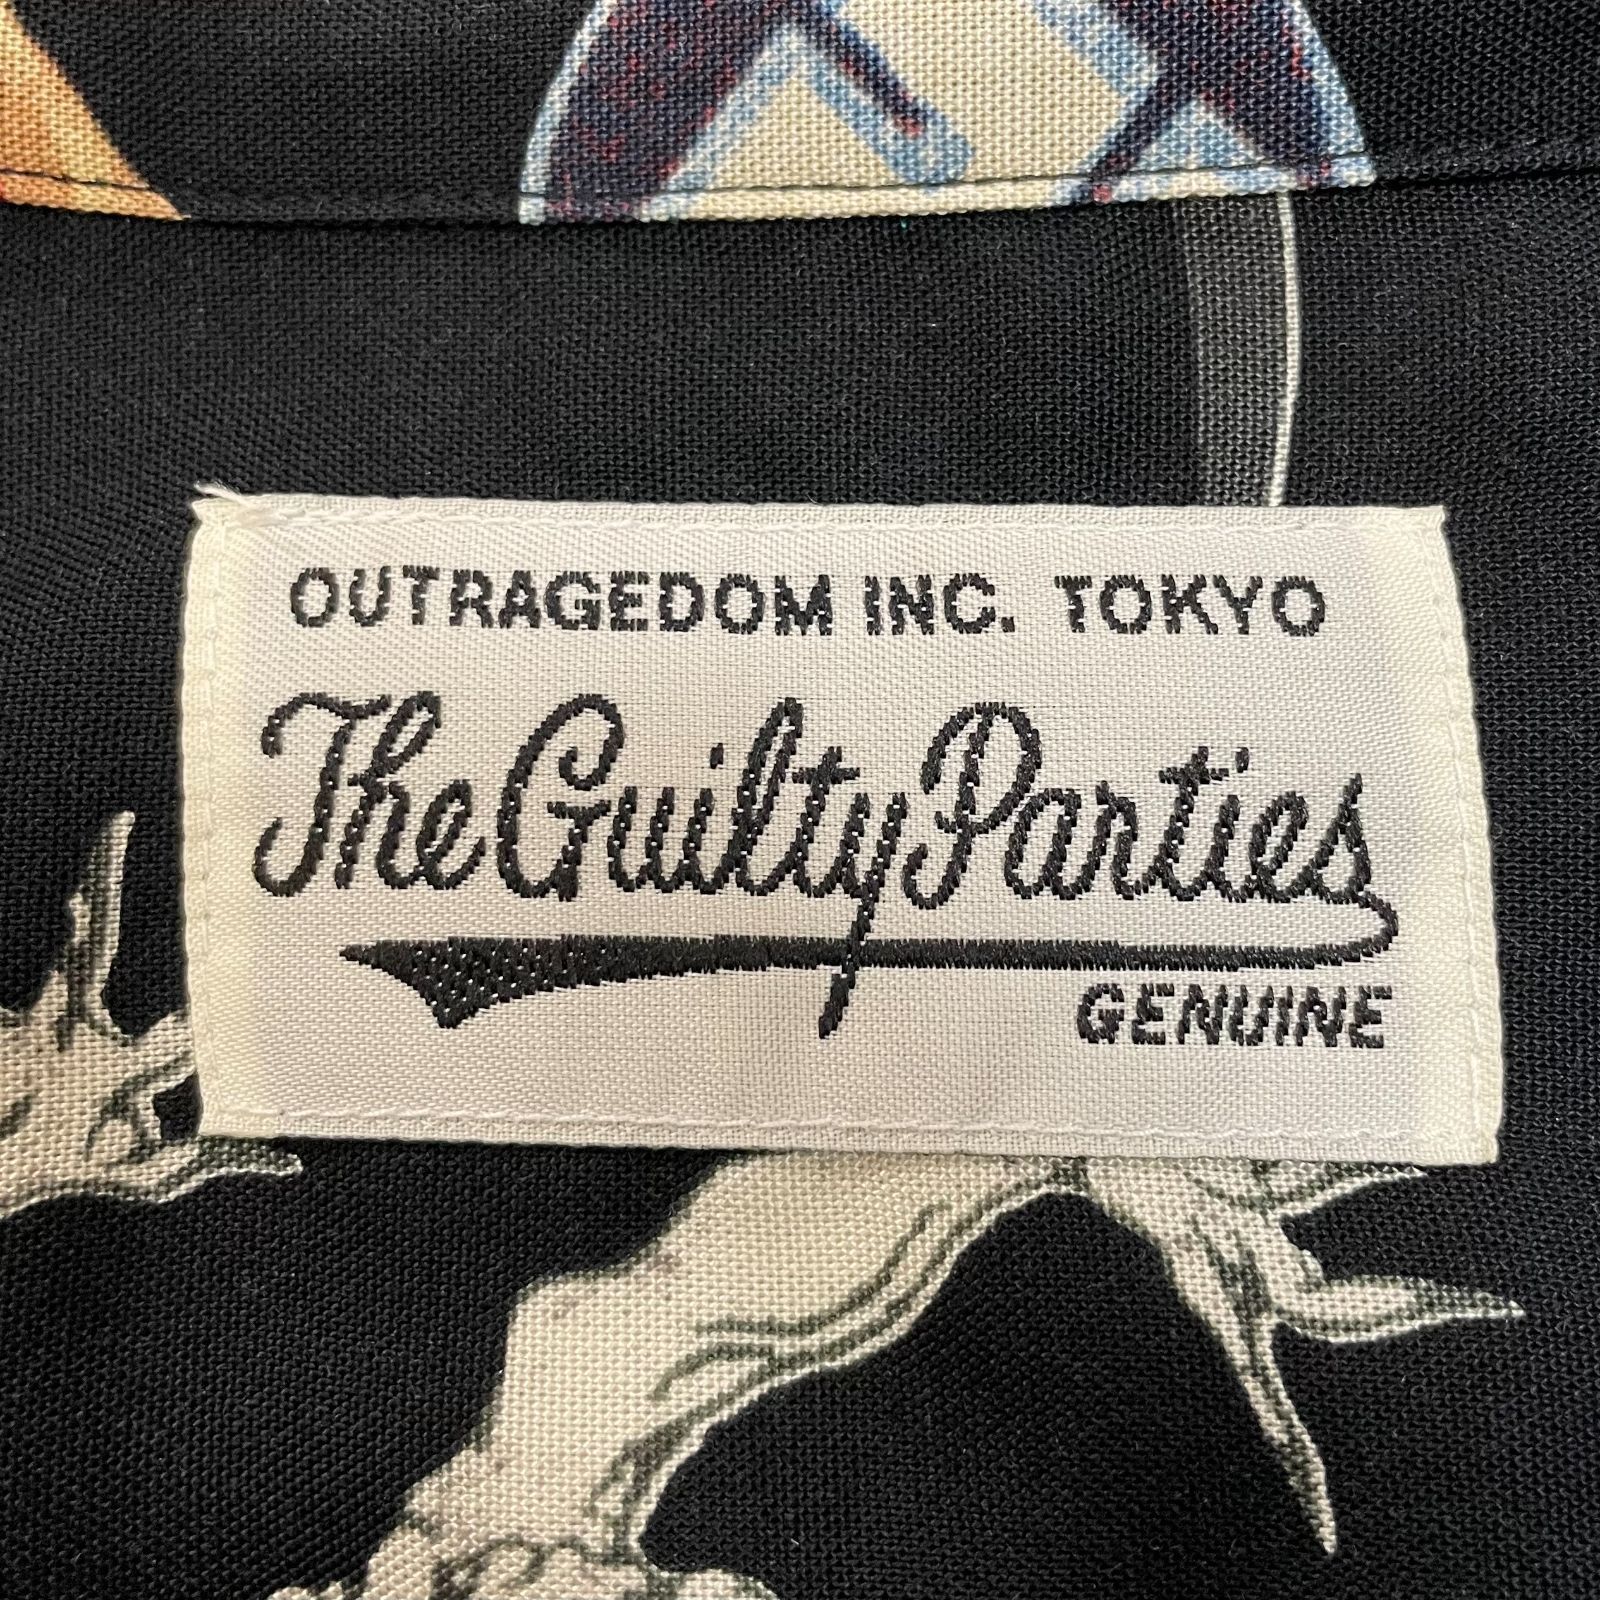 OUTRAGEDOM INC. TOKYO
The Guilty Parties
GENUINE